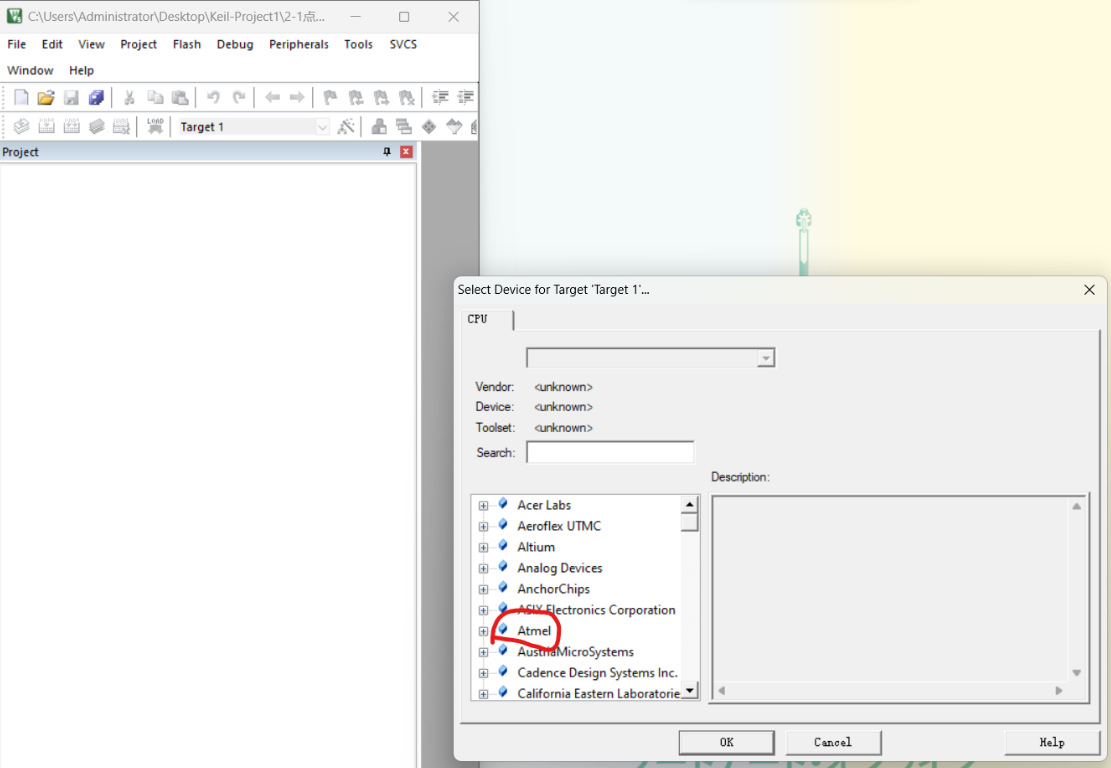 C:\Users\Administrator\Desktop\Keil-Project1\2-1点...
File Edit View Project Flash Debug Peripherals Tools SVCS
Window Help
LOAD
Target 1
Project
Select Device for Target 'Target 1'...
CPU
Vendor: <unknown>
Device: <unknown>
Toolset: <unknown>
Search:
Description:
Acer Labs
Aeroflex UTMC
Altium
Analog Devices
AnchorChips
ASIX Electronics Corporation
Atmel
AustriaMicroSystems
Cadence Design Systems Inc.
California Eastern Laboratorie
OK Cancel Help